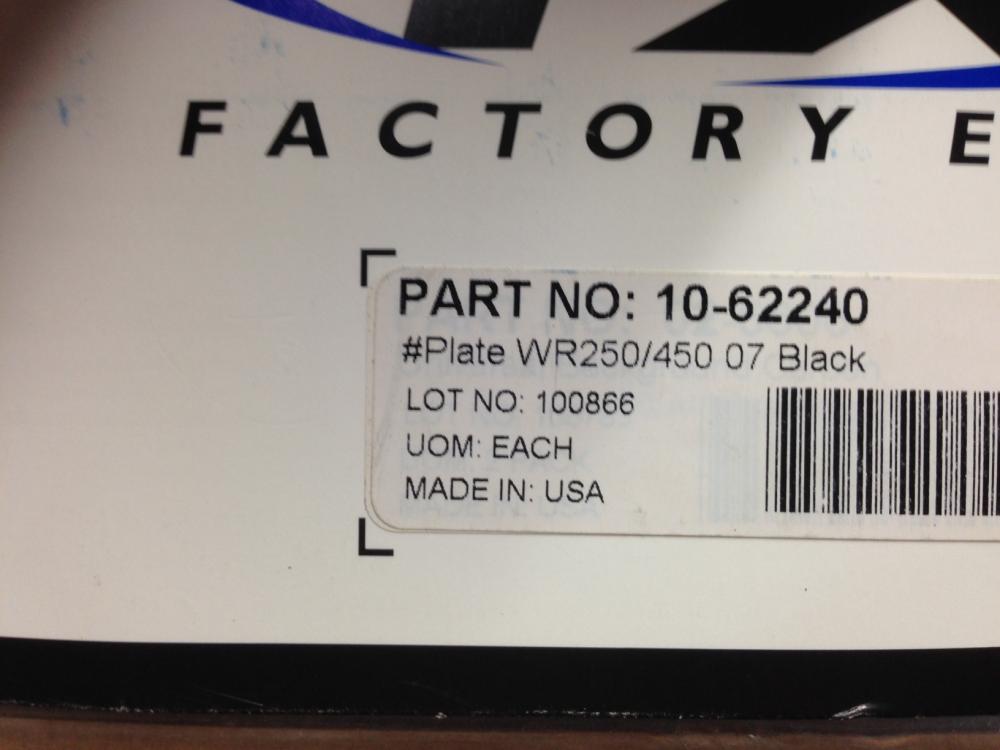 FACTORY E
PART NO: 10-62240
#Plate WR250/450 07 Black
LOT NO: 100866
UOM: EACH
MADE IN: USA